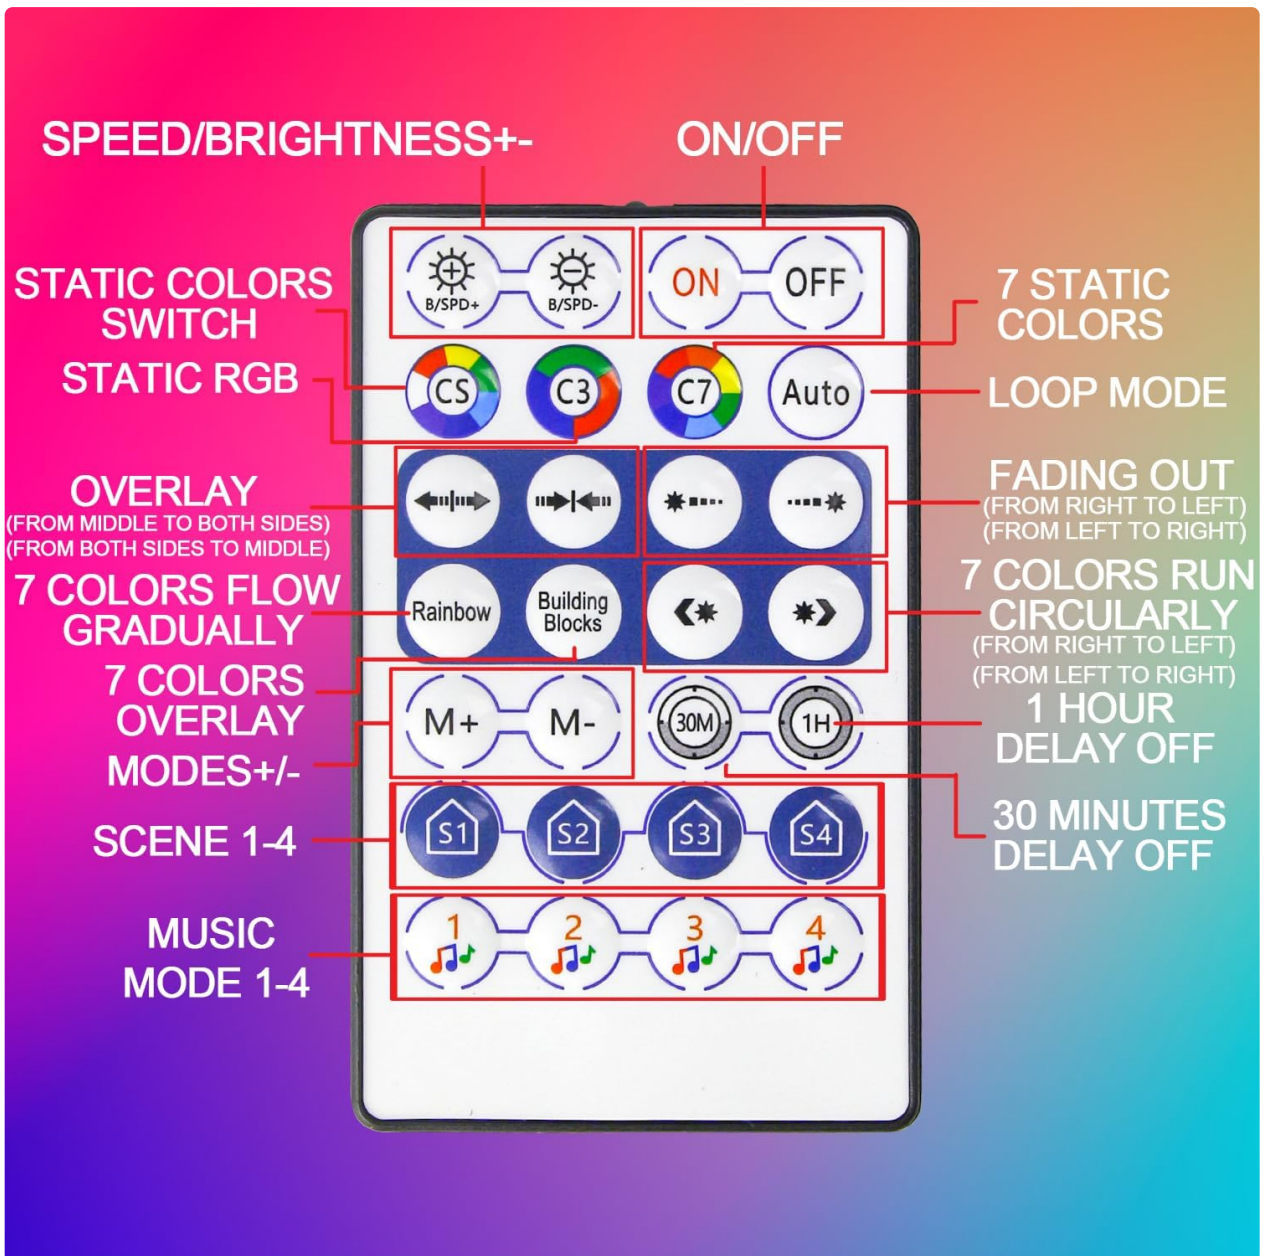 SPEED/BRIGHTNESS+-
ON/OFF
B/SPD+
B/SPD-
ON
OFF
STATIC COLORS
SWITCH
STATIC RGB
CS
C3
C7
Auto
7 STATIC
COLORS
LOOP MODE
OVERLAY
(FROM MIDDLE TO BOTH SIDES)
(FROM BOTH SIDES TO MIDDLE)
FADING OUT
(FROM RIGHT TO LEFT)
(FROM LEFT TO RIGHT)
7 COLORS FLOW
GRADUALLY
Rainbow
Building
Blocks
7 COLORS RUN
CIRCULARLY
(FROM RIGHT TO LEFT)
(FROM LEFT TO RIGHT)
7 COLORS
OVERLAY
MODES+/-
M+
M-
30M
1H
1 HOUR
DELAY OFF
30 MINUTES
DELAY OFF
SCENE 1-4
S1
S2
S3
S4
MUSIC
MODE 1-4
1
2
3
4